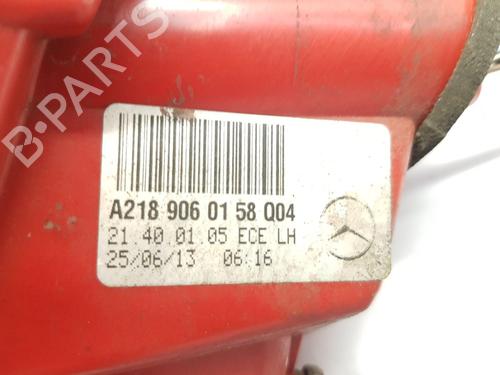 B-PARTS
A218 906 01 58 Q04
21.40.01.05 ECE LH
25/06/13 06:16